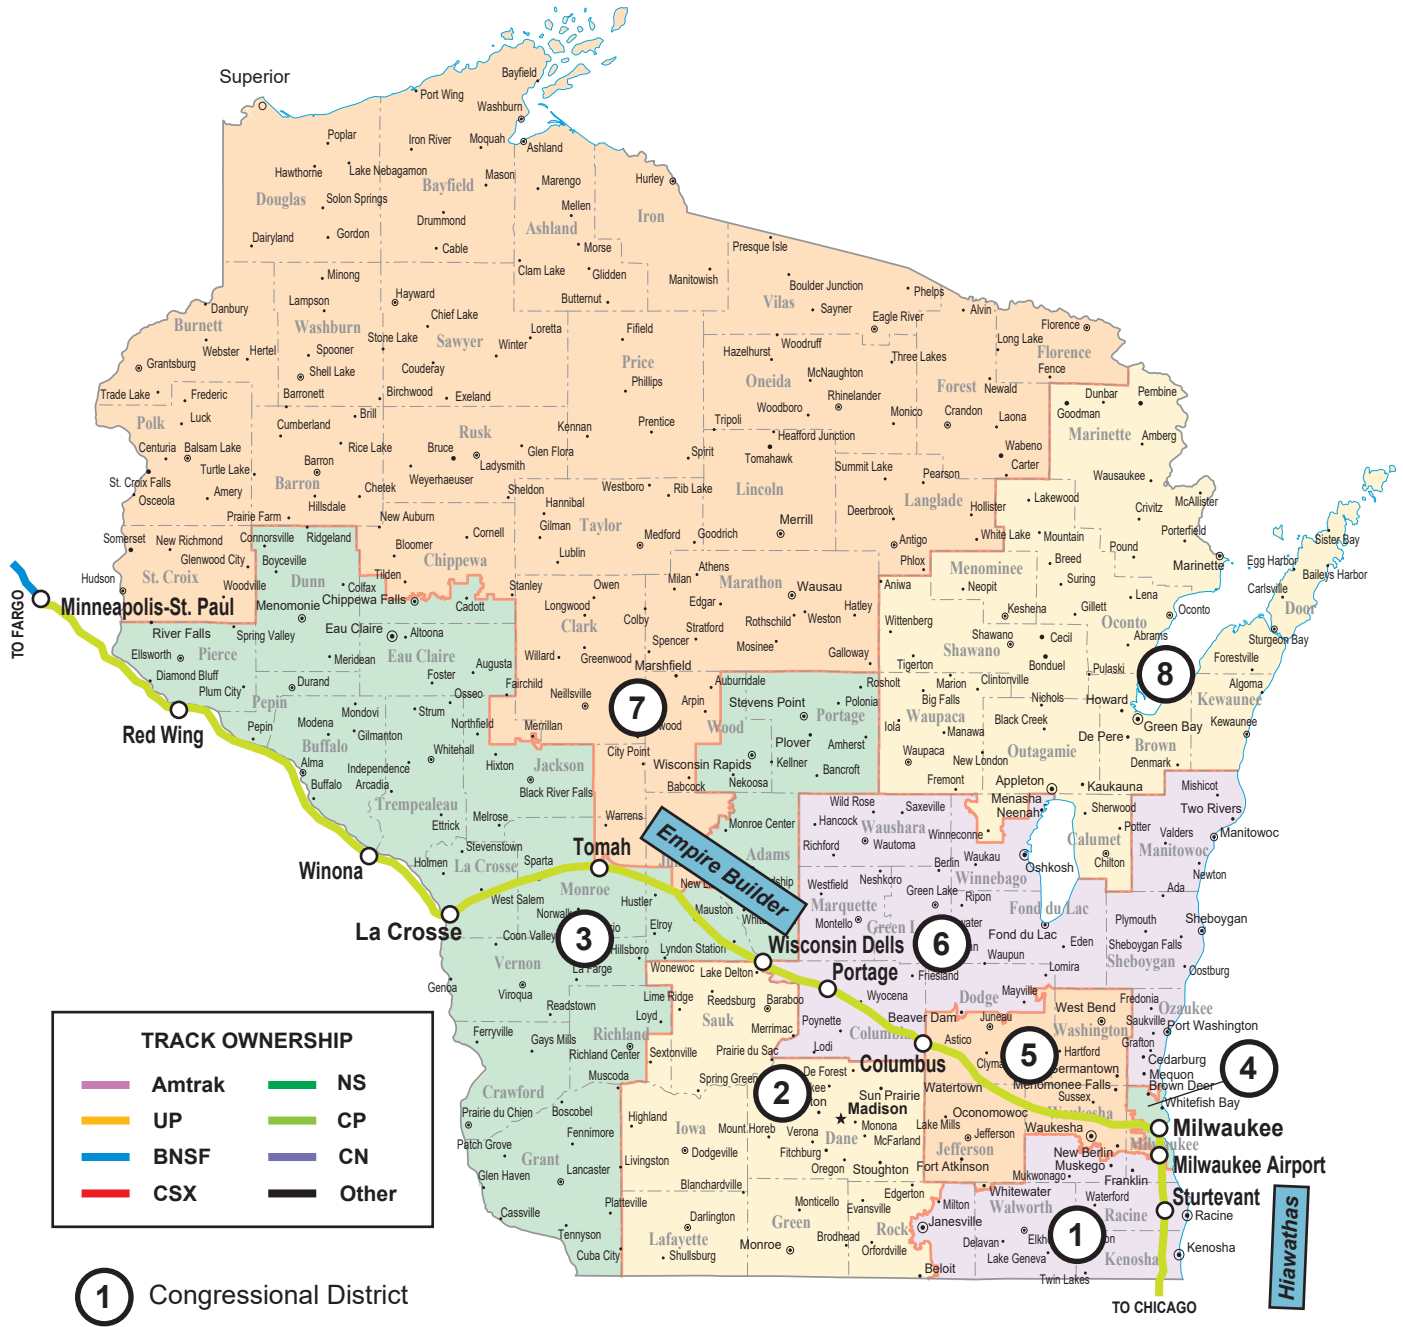 Superior
Bayfield
Port Wing
Washburn
Poplar
Iron River
Moquah
Ashland
Hawthorne
Lake Nebagamon
Mason
Marengo
Hurley
Douglas
Bayfield
Solon Springs
Mellen
Iron
Drummond
Ashland
Dairyland
Gordon
Cable
Morse
Presque Isle
Minong
Clam Lake
Glidden
Manitowish
Boulder Junction
Phelps
Danbury
Lampson
Hayward
Butternut
Vilas
Sayner
Alvin
Burnett
Washburn
Chief Lake
Loretta
Fifield
Eagle River
Florence
Webster
Hertel
Spooner
Stone Lake
Sawyer
Winter
Woodruff
Long Lake
Grantsburg
Shell Lake
Couderay
Price
Hazelhurst
Three Lakes
Florence
Fence
Trade Lake
Frederic
Barronett
Birchwood
Exeland
Phillips
Oneida
McNaughton
Forest
Newald
Dunbar
Pembine
Polk
Luck
Brill
Woodboro
Rhinelander
Monico
Crandon
Laona
Goodman
Cumberland
Rusk
Kennan
Prentice
Tripoli
Heafford Junction
Marinette
Amberg
Centuria
Balsam Lake
Rice Lake
Bruce
Glen Flora
Spirit
Tomahawk
Wabeno
Turtle Lake
Barron
Ladysmith
Summit Lake
Pearson
Carter
Wausaukee
St. Croix Falls
Osceola
Amery
Barron
Chetek
Weyerhaeuser
Sheldon
Westboro
Rib Lake
Lincoln
Langlade
Lakewood
McAllister
Prairie Farm
Hillsdale
New Auburn
Hannibal
Deerbrook
Hollister
Crivitz
Somerset
New Richmond
Connorsville
Ridgeland
Cornell
Gilman
Taylor
Medford
Goodrich
Merrill
Antigo
White Lake
Mountain
Porterfield
Sister Bay
Glenwood City
Boyceville
Bloomer
Chippewa
Lublin
Phlox
Pound
Marinette
Egg Harbor
Baileys Harbor
Hudson
St. Croix
Woodville
Dunn
Colfax
Tilden
Stanley
Owen
Milan
Athens
Marathon
Wausau
Aniwa
Menominee
Neopit
Breed
Suring
Carlsville
TO FARGO
Minneapolis-St. Paul
Menomonie
Chippewa Falls
Cadott
Longwood
Edgar
Hatley
Keshena
Gillett
Lena
Oconto
Door
River Falls
Spring Valley
Eau Claire
Altoona
Clark
Colby
Stratford
Rothschild
Weston
Wittenberg
Shawano
Cecil
Oconto
Abrams
Sturgeon Bay
Ellsworth
Pierce
Meridean
Eau Claire
Augusta
Willard
Greenwood
Spencer
Mosinee
Galloway
Shawano
Bonduel
Pulaski
8
Forestville
Diamond Bluff
Plum City
Durand
Foster
Fairchild
Marshfield
Auburndale
Rosholt
Tigerton
Marion
Clintonville
Algoma
Pepin
Mondovi
Strum
Osseo
Neillsville
7
Arpin
Stevens Point
Polonia
Big Falls
Nichols
Howard
Kewaunee
Red Wing
Pepin
Modena
Gilmanton
Northfield
Merrillan
wood
Wood
Portage
Iola
Waupaca
Manawa
Black Creek
Green Bay
Kewaunee
Buffalo
Whitehall
City Point
Plover
Amherst
Waupaca
Outagamie
De Pere
Brown
Alma
Independence
Hixton
Jackson
Wisconsin Rapids
Kellner
Bancroft
New London
Denmark
Buffalo
Arcadia
Black River Falls
Babcock
Nekoosa
Fremont
Appleton
Kaukauna
Mishicot
Trempealeau
Melrose
Warrens
Monroe Center
Wild Rose
Saxeville
Menasha
Neenah
Sherwood
Two Rivers
Ettrick
Hancock
Waushara
Winneconne
Potter
Valders
Manitowoc
Stevenstown
Tomah
Empire Builder
Richford
Wautoma
Calumet
Manitowoc
Winona
Holmen
La Crosse
Sparta
Adams
Berlin
Waukau
Oshkosh
Chilton
Newton
Monroe
Westfield
Neshkoro
Winnebago
Ada
West Salem
Hustler
Marquette
Green Lake
Ripon
Fond du Lac
La Crosse
Norwalk
Mauston
Montello
6
Fond du Lac
Plymouth
Sheboygan
Coon Valley
3
Elroy
Lyndon Station
Wisconsin Dells
Waupun
Eden
Sheboygan Falls
Vernon
Hillsboro
Wonewoc
Lake Delton
Portage
Friesland
Lomira
Sheboygan
Oostburg
Genoa
Viroqua
La Farge
Lime Ridge
Reedsburg
Baraboo
Wyocena
Dodge
Mayville
Fredonia
Readstown
Loyd
Sauk
Poynette
Beaver Dam
Juneau
West Bend
Ozaukee
Ferryville
Gays Mills
Richland
Merrimac
Columbia
Washington
Saukville
Port Washington
Richland Center
Sextonville
Prairie du Sac
Lodi
Columbus
Astico
5
Hartford
Grafton
Cedarburg
Muscoda
Spring Green
De Forest
Clyman
Germantown
Mequon
4
Crawford
2
Sun Prairie
Watertown
Menomonee Falls
Brown Deer
Prairie du Chien
Boscobel
Highland
Madison
Sussex
Whitefish Bay
Fennimore
Iowa
Mount Horeb
Verona
Dane
Monona
McFarland
Lake Mills
Oconomowoc
Waukesha
Milwaukee
Patch Grove
Dodgeville
Fitchburg
Jefferson
Waukesha
Milwaukee
Grant
Lancaster
Livingston
Oregon
Stoughton
Jefferson
Fort Atkinson
New Berlin
Muskego
Milwaukee Airport
Glen Haven
Blanchardville
Edgerton
Mukwonago
Franklin
Platteville
Monticello
Evansville
Milton
Whitewater
Waterford
Sturtevant
Cassville
Darlington
Green
Rock
Janesville
Walworth
Racine
Racine
Tennyson
Lafayette
Monroe
Brodhead
Orfordville
Delavan
1
Hiawathas
Cuba City
Shullsburg
Lake Geneva
Kenosha
Kenosha
Beloit
Twin Lakes
TO CHICAGO
TRACK OWNERSHIP
Amtrak
NS
UP
CP
BNSF
CN
CSX
Other
1 Congressional District